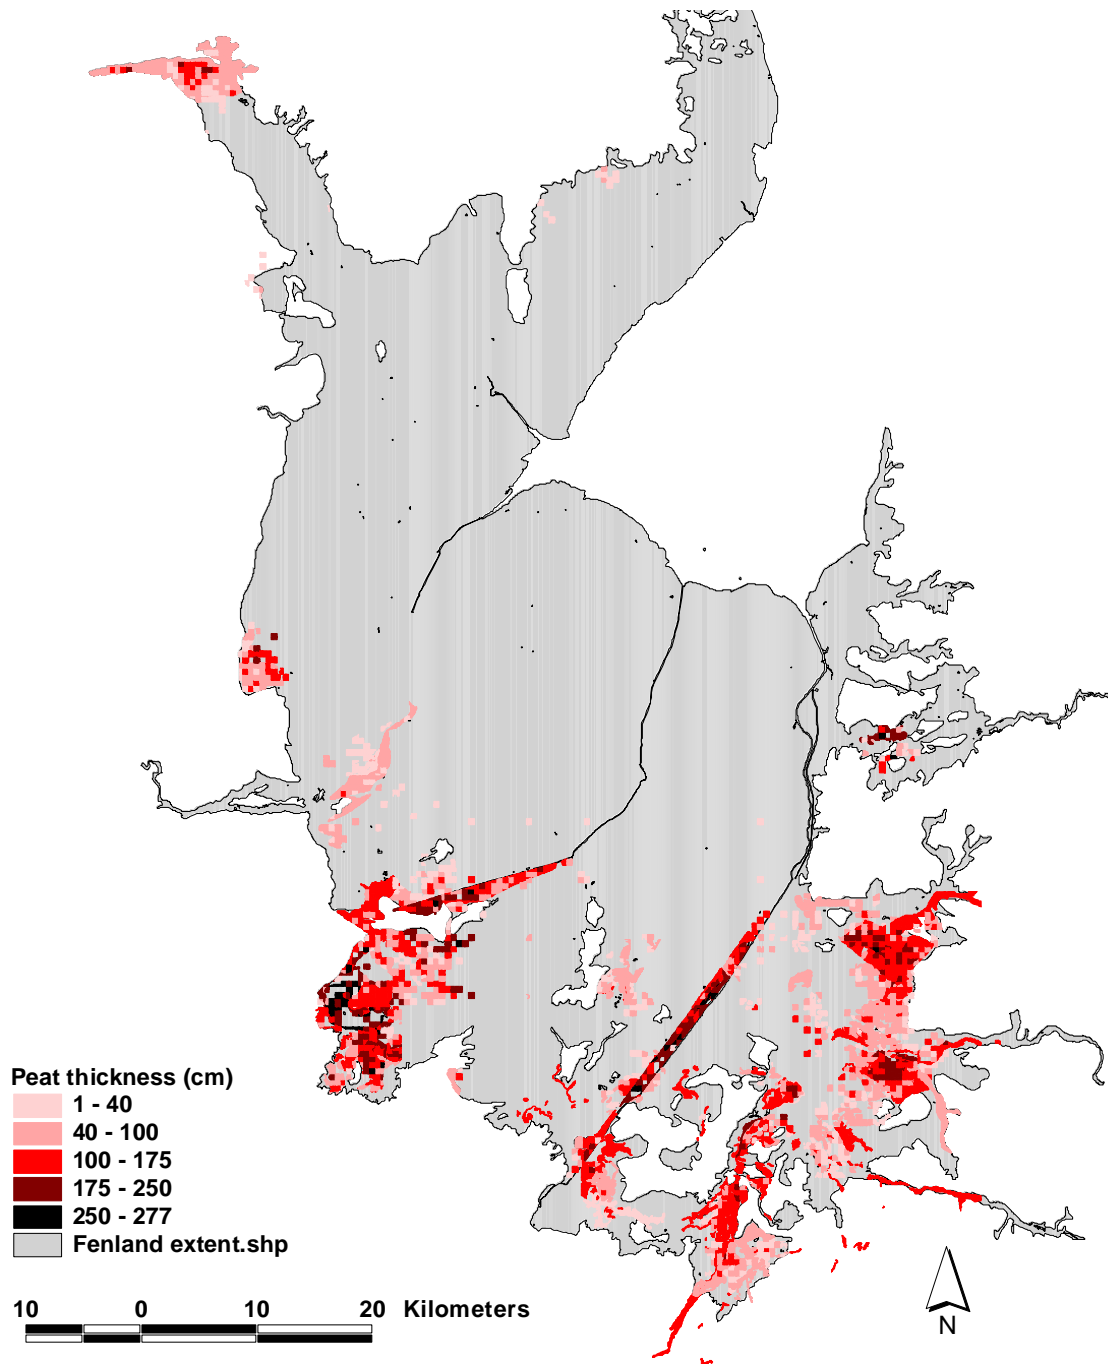 Peat thickness (cm)
1 - 40
40 - 100
100 - 175
175 - 250
250 - 277
Fenland extent.shp
10 0 10 20 Kilometers
N